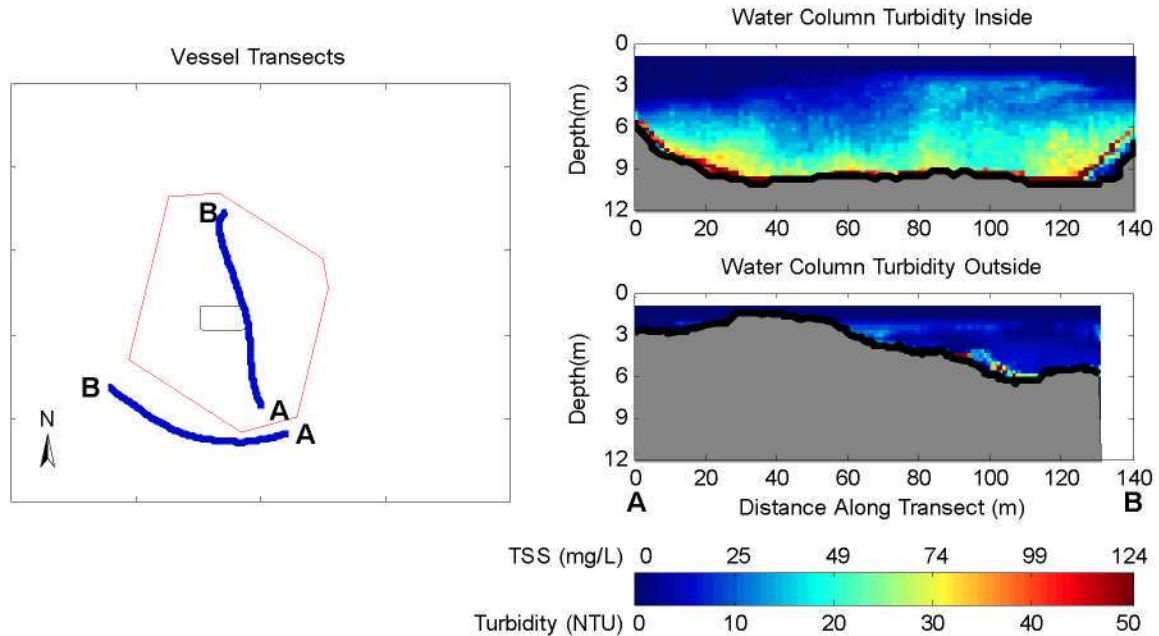 Vessel Transects
B
B
A
A
N
Water Column Turbidity Inside
Depth(m)
0
3
6
9
12
0 20 40 60 80 100 120 140
Water Column Turbidity Outside
Depth(m)
0
3
6
9
12
0 20 40 60 80 100 120 140
A Distance Along Transect (m) B
TSS (mg/L) 0 25 49 74 99 124
Turbidity (NTU) 0 10 20 30 40 50